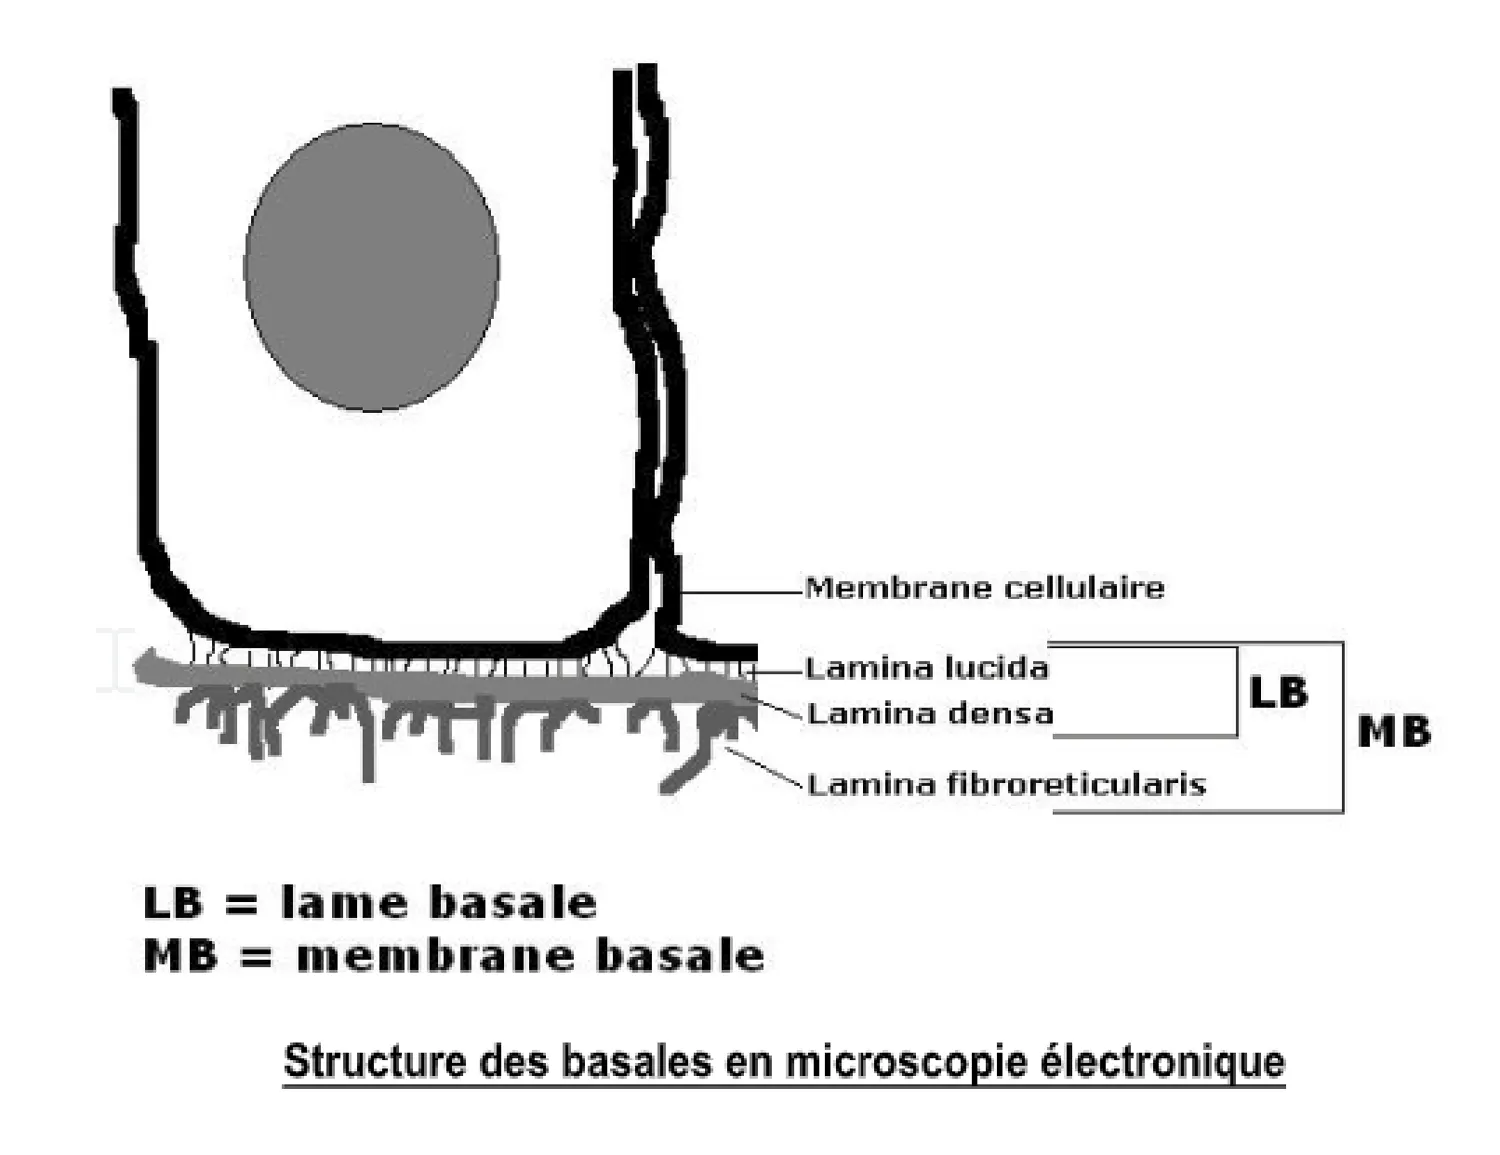 Membrane cellulaire
Lamina lucida
LB
Lamina densa
MB
Lamina fibroreticularis
LB = lame basale
MB = membrane basale
Structure des basales en microscopie électronique